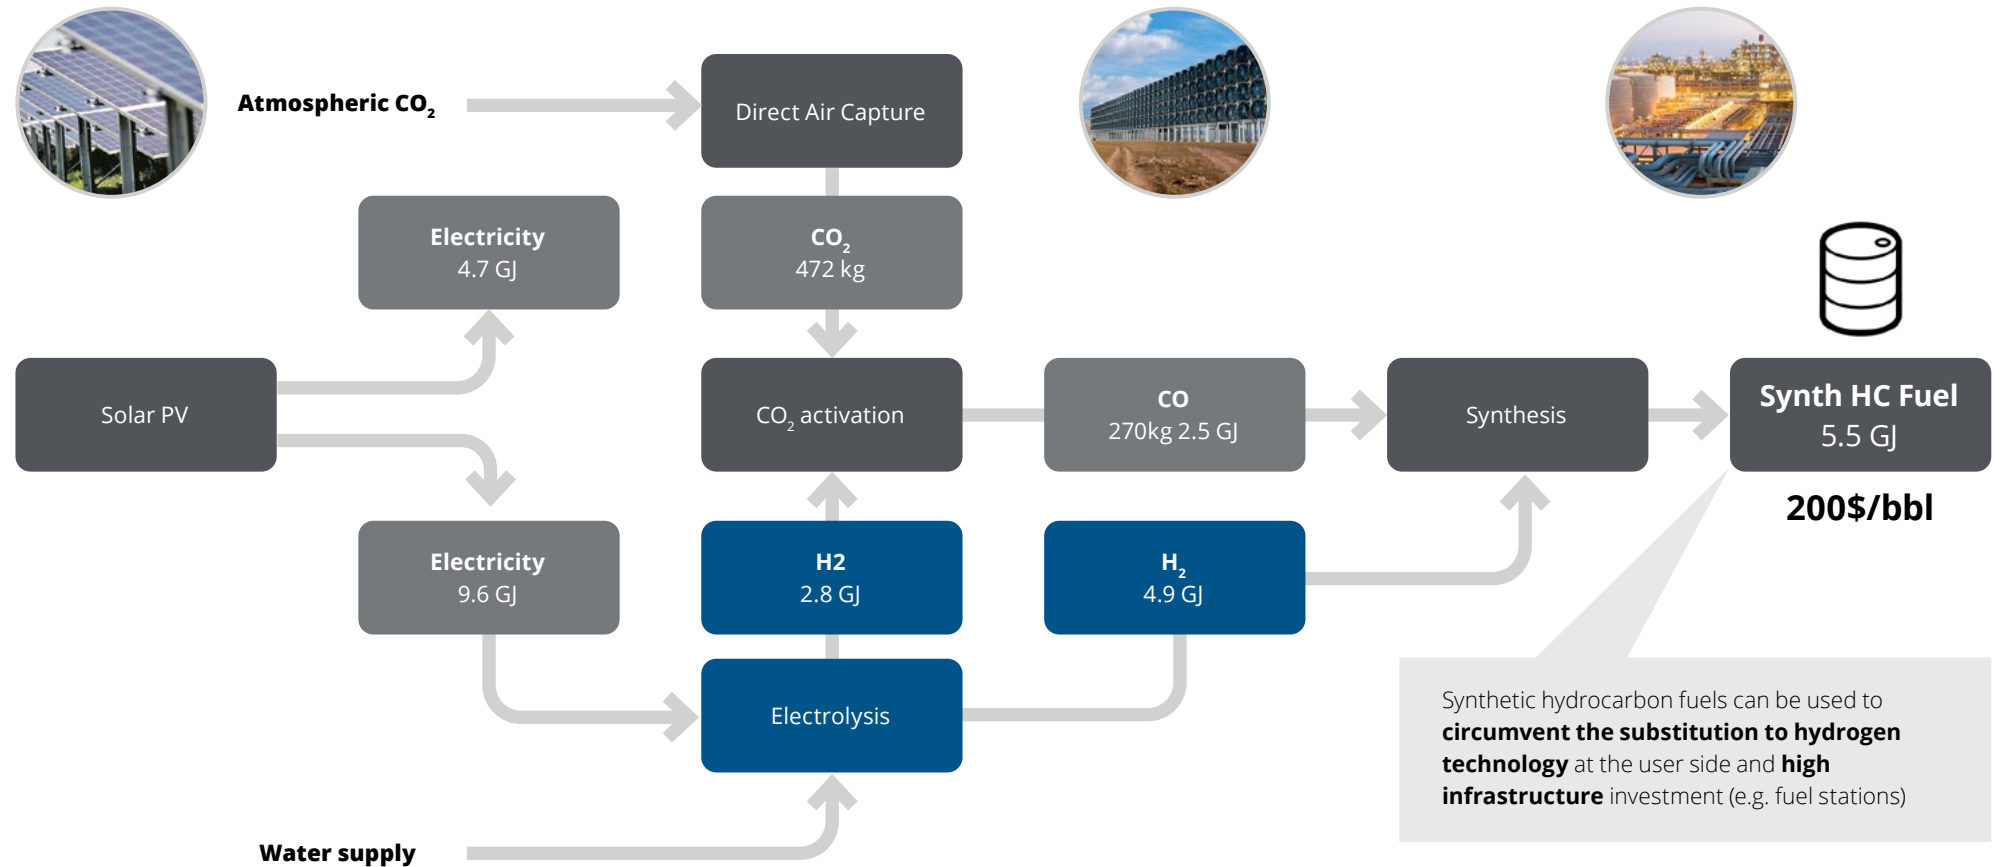 Atmospheric CO₂
Direct Air Capture
Electricity
4.7 GJ
CO₂
472 kg
Solar PV
CO₂ activation
CO
270kg 2.5 GJ
Synthesis
Synth HC Fuel
5.5 GJ
200$/bbl
Electricity
9.6 GJ
H2
2.8 GJ
H₂
4.9 GJ
Electrolysis
Synthetic hydrocarbon fuels can be used to
circumvent the substitution to hydrogen
technology at the user side and high
infrastructure investment (e.g. fuel stations)
Water supply